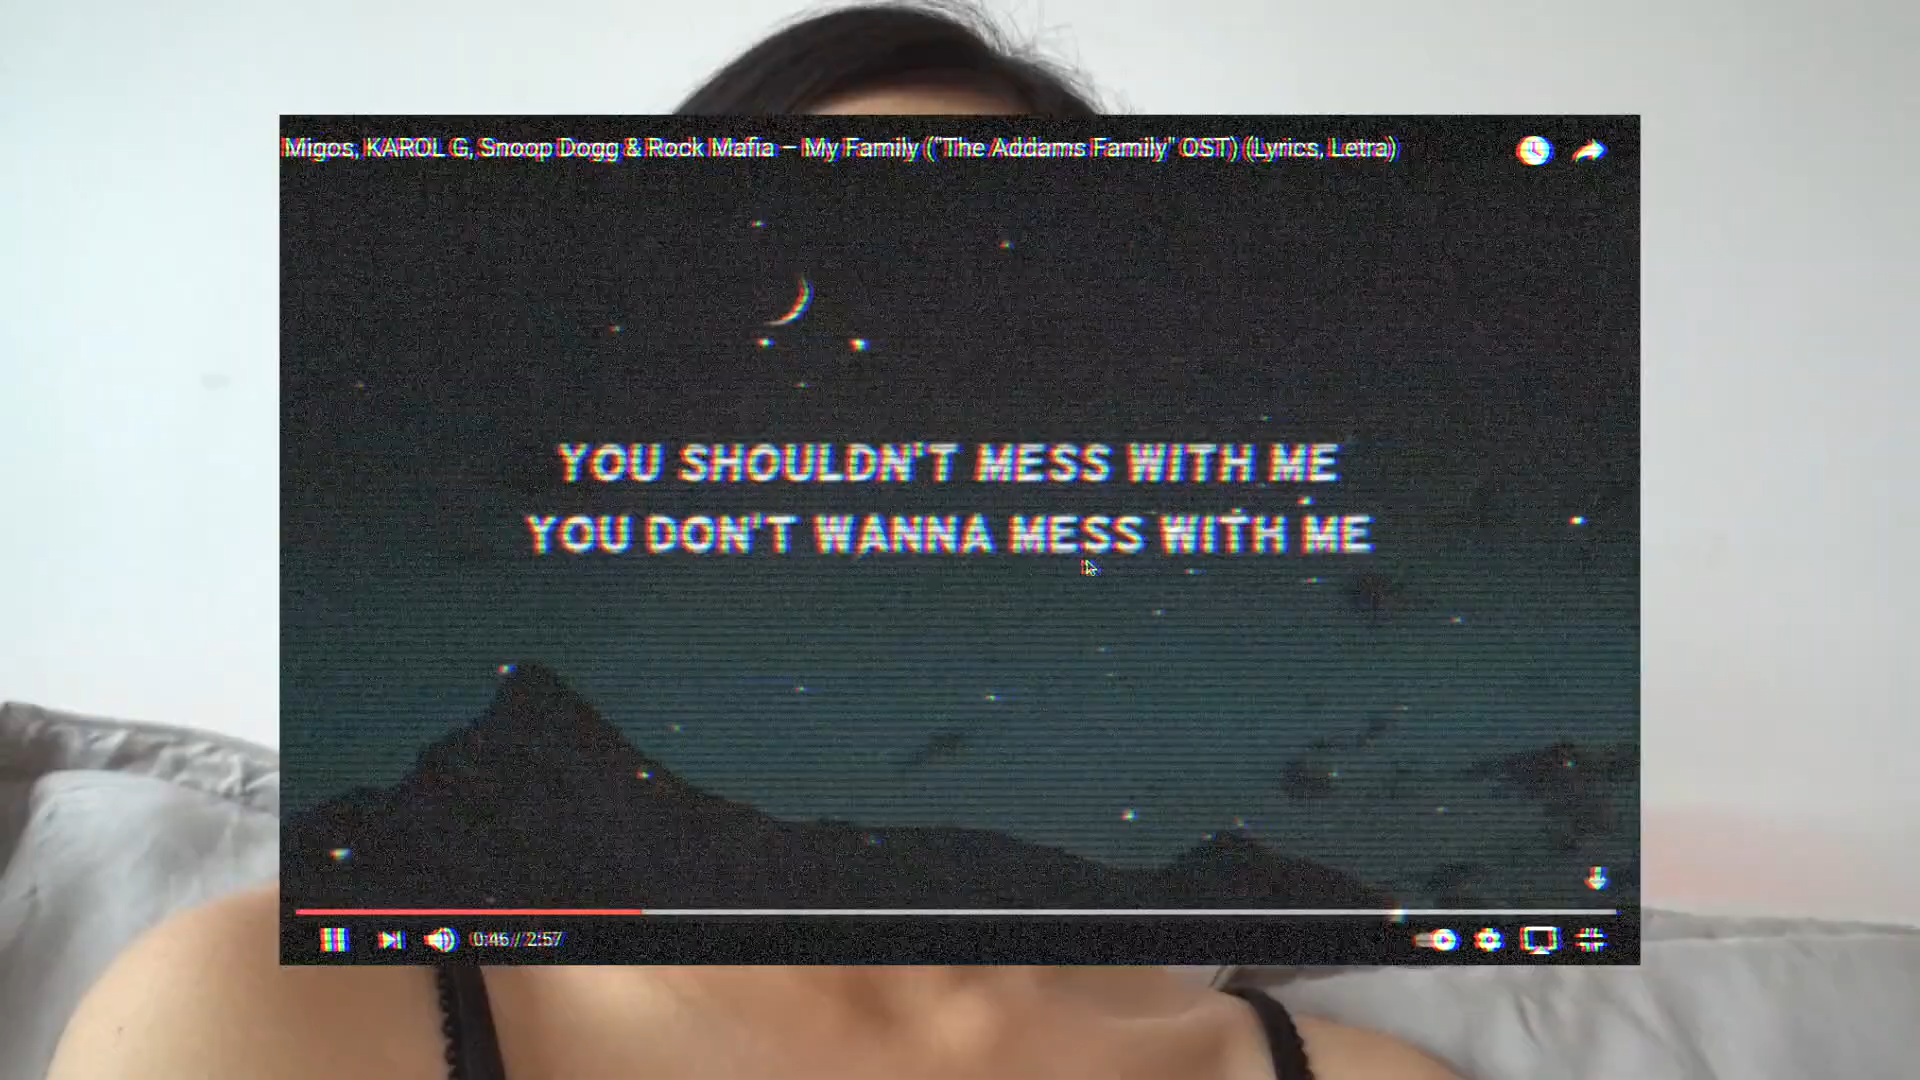 Migos, KAROL G, Snoop Dogg & Rock Mafia – My Family ("The Addams Family" OST) (Lyrics, Letra)
YOU SHOULDN'T MESS WITH ME
YOU DON'T WANNA MESS WITH ME
0:46 / 2:57